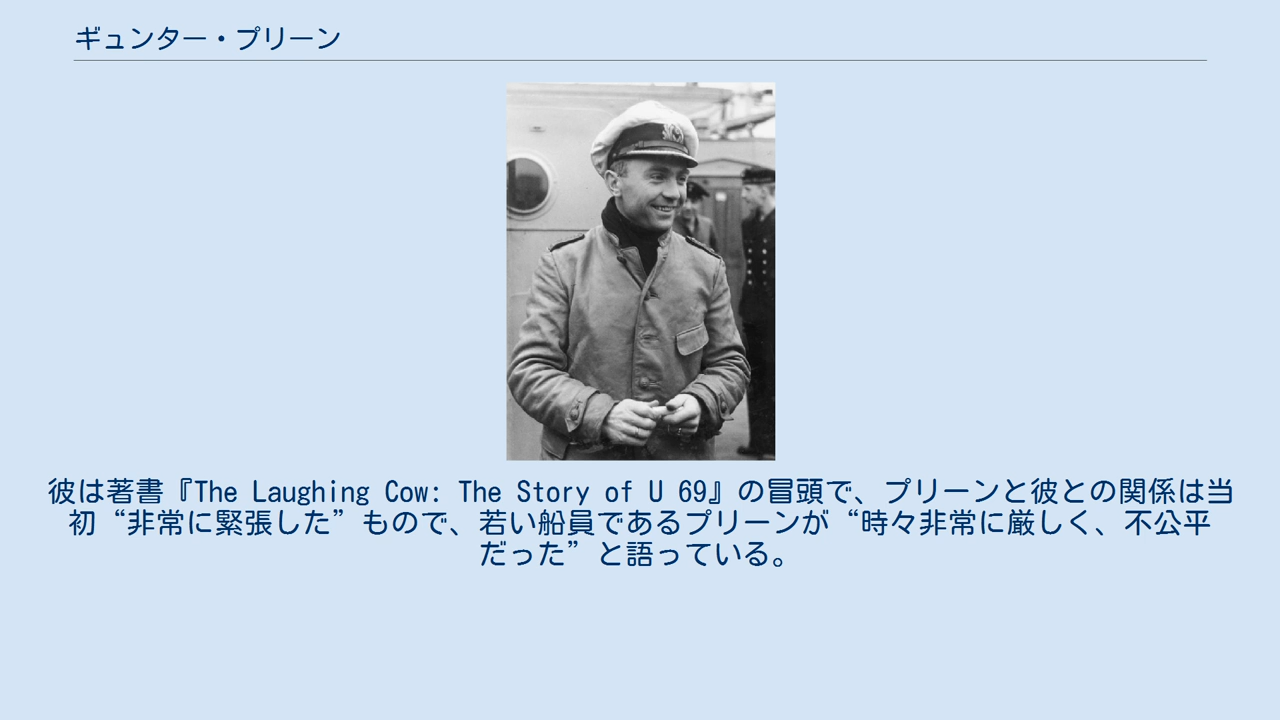 ギュンター・プリーン
彼は著書『The Laughing Cow: The Story of U 69』の冒頭で、プリーンと彼との関係は当
初“非常に緊張した”もので、若い船員であるプリーンが“時々非常に厳しく、不公平
だった”と語っている。